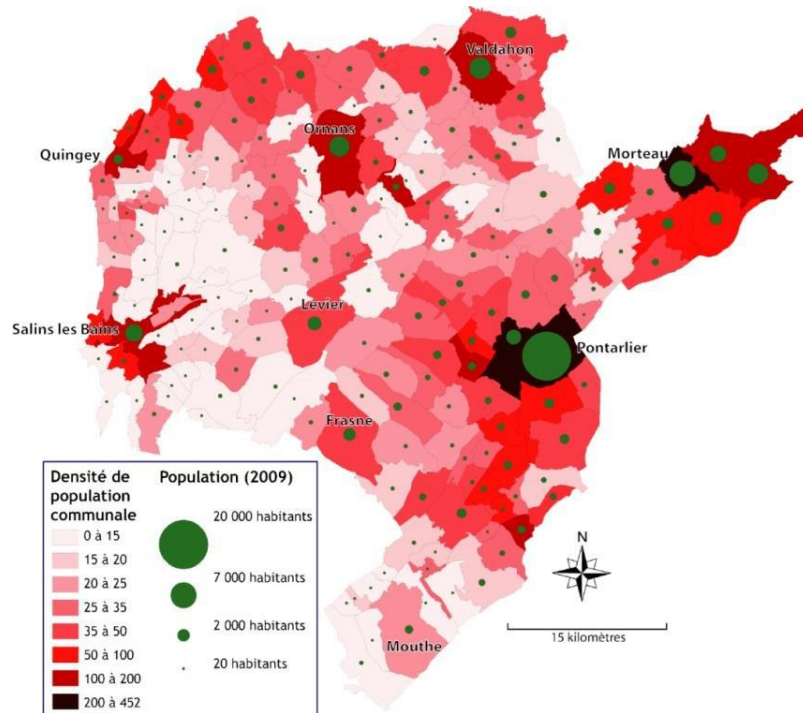 Valdahon
Ornans
Morteau
Quingey
Levier
Salins les Bains
Pontarlier
Frasne
Densité de
population
communale
0 à 15
15 à 20
20 à 25
25 à 35
35 à 50
50 à 100
100 à 200
200 à 452
Population (2009)
20 000 habitants
7 000 habitants
2 000 habitants
20 habitants
N
15 kilomètres
Mouthe